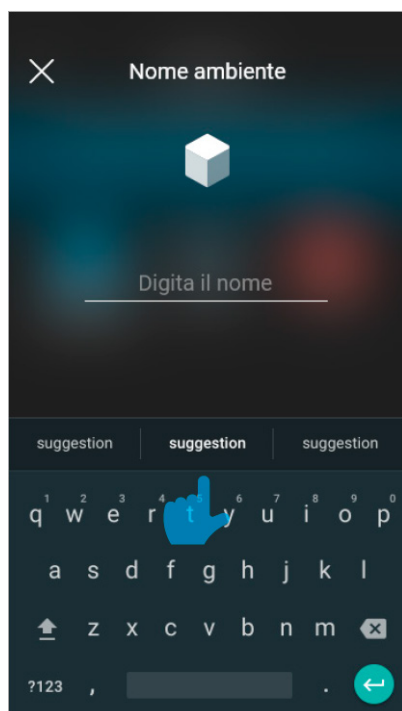 Nome ambiente
Digita il nome
suggestion suggestion suggestion
1 2 3 4 5 6 7 8 9 0
q w e r t y u i o p
a s d f g h j k l
z x c v b n m
?123 , .